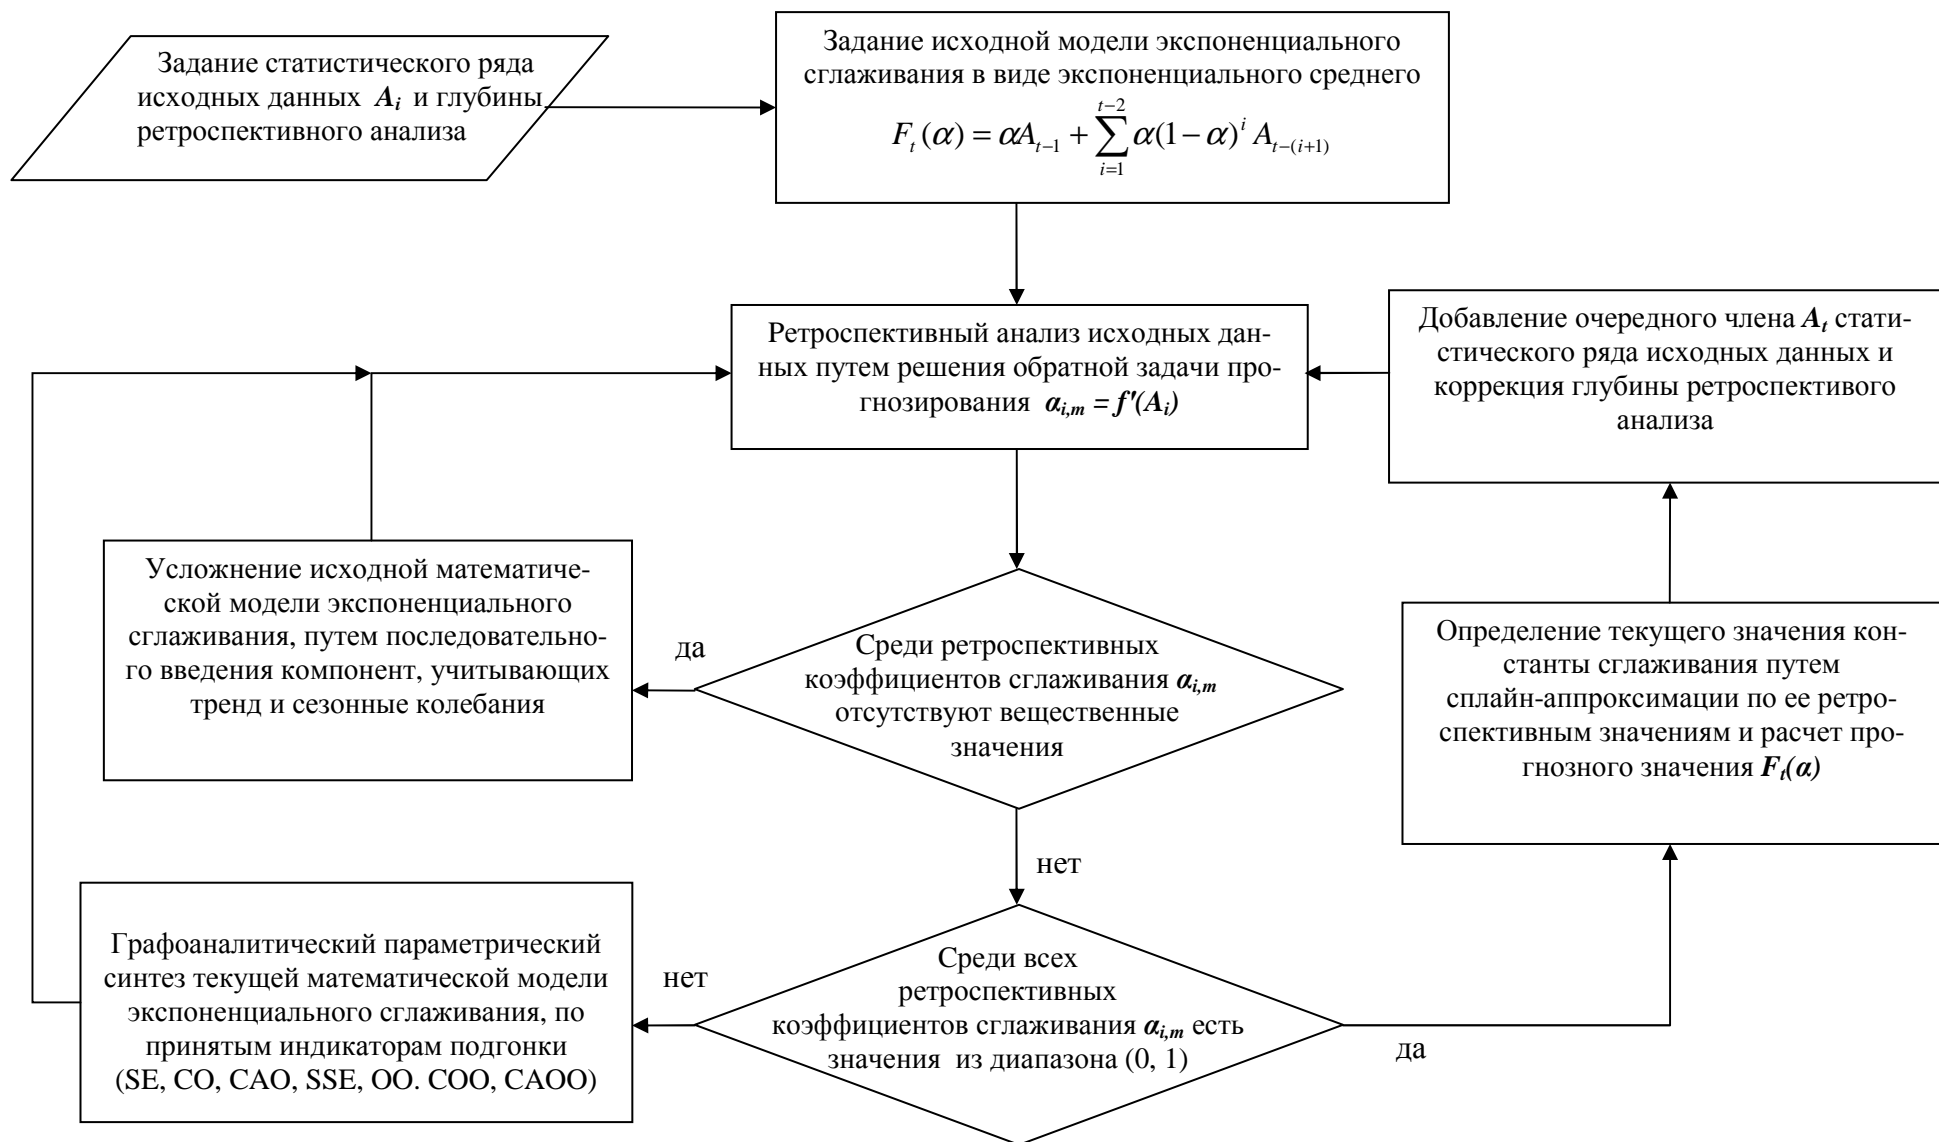 Задание статистического ряда
исходных данных A_i и глубины
ретроспективного анализа
Задание исходной модели экспоненциального
сглаживания в виде экспоненциального среднего
F_t(α) = αA_{t−1} + ∑_{i=1}^{t−2} α(1−α)^i A_{t−(i+1)}
Ретроспективный анализ исходных дан-
ных путем решения обратной задачи про-
гнозирования α_{i,m} = f'(A_i)
Добавление очередного члена A_t стати-
стического ряда исходных данных и
коррекция глубины ретроспективого
анализа
Усложнение исходной математиче-
ской модели экспоненциального
сглаживания, путем последовательно-
го введения компонент, учитывающих
тренд и сезонные колебания
да
Среди ретроспективных
коэффициентов сглаживания α_{i,m}
отсутствуют вещественные
значения
Определение текущего значения кон-
станты сглаживания путем
сплайн-аппроксимации по ее ретро-
спективным значениям и расчет про-
гнозного значения F_t(α)
нет
Графоаналитический параметрический
синтез текущей математической модели
экспоненциального сглаживания, по
принятым индикаторам подгонки
(SE, CO, CAO, SSE, OO. COO, CAOO)
нет
Среди всех
ретроспективных
коэффициентов сглаживания α_{i,m} есть
значения из диапазона (0, 1)
да